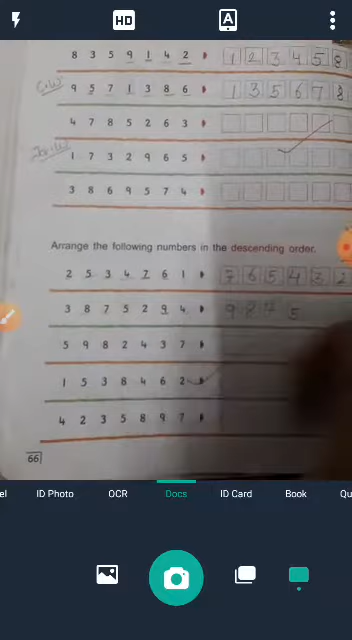 HD
A
8 3 5 9 1 4 2 1 2 3 4 5 8
C.W
9 5 7 1 3 8 6 1 3 5 6 7 8
4 7 8 5 2 6 3
1 7 3 2 9 6 5
3 8 6 9 5 7 4
Arrange the following numbers in the descending order.
2 5 3 4 7 6 1 7 6 5 4 3 2
3 8 7 5 2 9 4 9 8 7 5
5 9 8 2 4 3 7
1 5 3 8 4 6 2
4 2 3 5 8 9 7
66
el ID Photo OCR Docs ID Card Book Qu